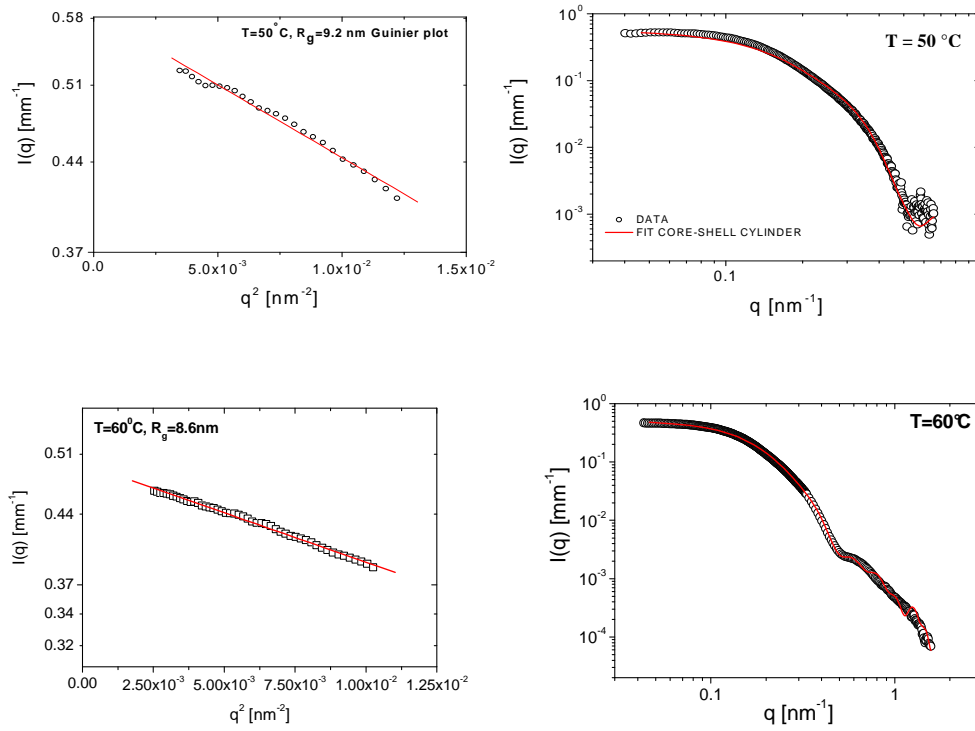 T=50°C, Rg=9.2 nm Guinier plot
0.58
0.51
0.44
0.37
I(q) [mm⁻¹]
0.0
5.0x10⁻³
1.0x10⁻²
1.5x10⁻²
q² [nm⁻²]
T = 50 °C
10⁰
10⁻¹
10⁻²
10⁻³
I(q) [mm⁻¹]
DATA
FIT CORE-SHELL CYLINDER
0.1
q [nm⁻¹]
T=60⁰C, Rg=8.6nm
0.51
0.44
0.37
0.34
0.32
I(q) [mm⁻¹]
0.00
2.50x10⁻³
5.00x10⁻³
7.50x10⁻³
1.00x10⁻²
1.25x10⁻²
q² [nm⁻²]
T=60°C
10⁰
10⁻¹
10⁻²
10⁻³
10⁻⁴
I(q) [mm⁻¹]
0.1
1
q [nm⁻¹]